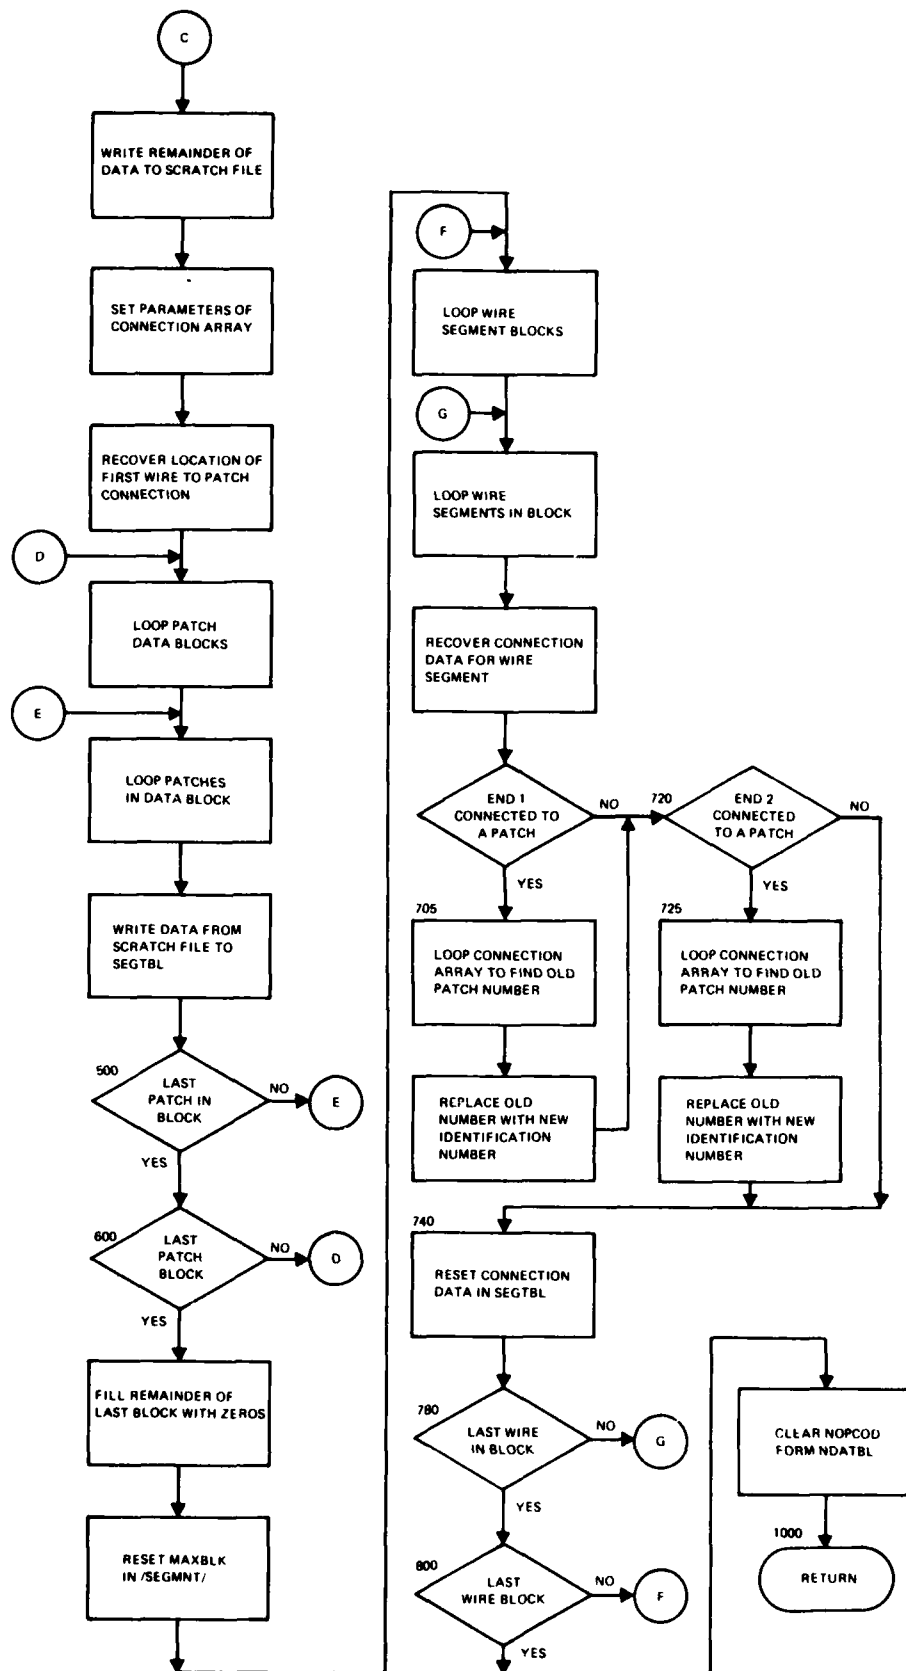 C
WRITE REMAINDER OF
DATA TO SCRATCH FILE
SET PARAMETERS OF
CONNECTION ARRAY
RECOVER LOCATION OF
FIRST WIRE TO PATCH
CONNECTION
D
LOOP PATCH
DATA BLOCKS
E
LOOP PATCHES
IN DATA BLOCK
WRITE DATA FROM
SCRATCH FILE TO
SEGTBL
500
LAST
PATCH IN
BLOCK
NO
E
YES
600
LAST
PATCH
BLOCK
NO
D
YES
FILL REMAINDER OF
LAST BLOCK WITH ZEROS
RESET MAXBLK
IN /SEGMNT/
F
LOOP WIRE
SEGMENT BLOCKS
G
LOOP WIRE
SEGMENTS IN BLOCK
RECOVER CONNECTION
DATA FOR WIRE
SEGMENT
END 1
CONNECTED TO
A PATCH
NO
YES
705
LOOP CONNECTION
ARRAY TO FIND OLD
PATCH NUMBER
REPLACE OLD
NUMBER WITH NEW
IDENTIFICATION
NUMBER
720
END 2
CONNECTED
TO A PATCH
NO
YES
725
LOOP CONNECTION
ARRAY TO FIND OLD
PATCH NUMBER
REPLACE OLD
NUMBER WITH NEW
IDENTIFICATION
NUMBER
740
RESET CONNECTION
DATA IN SEGTBL
780
LAST WIRE
IN BLOCK
NO
G
YES
800
LAST
WIRE BLOCK
NO
F
YES
CLEAR NOPCOD
FORM NDATBL
1000
RETURN